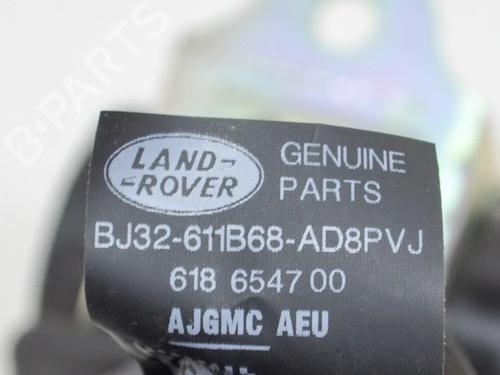 B-PARTS
LAND-
-ROVER
GENUINE
PARTS
BJ32-611B68-AD8PVJ
618 6547 00
AJGMC AEU